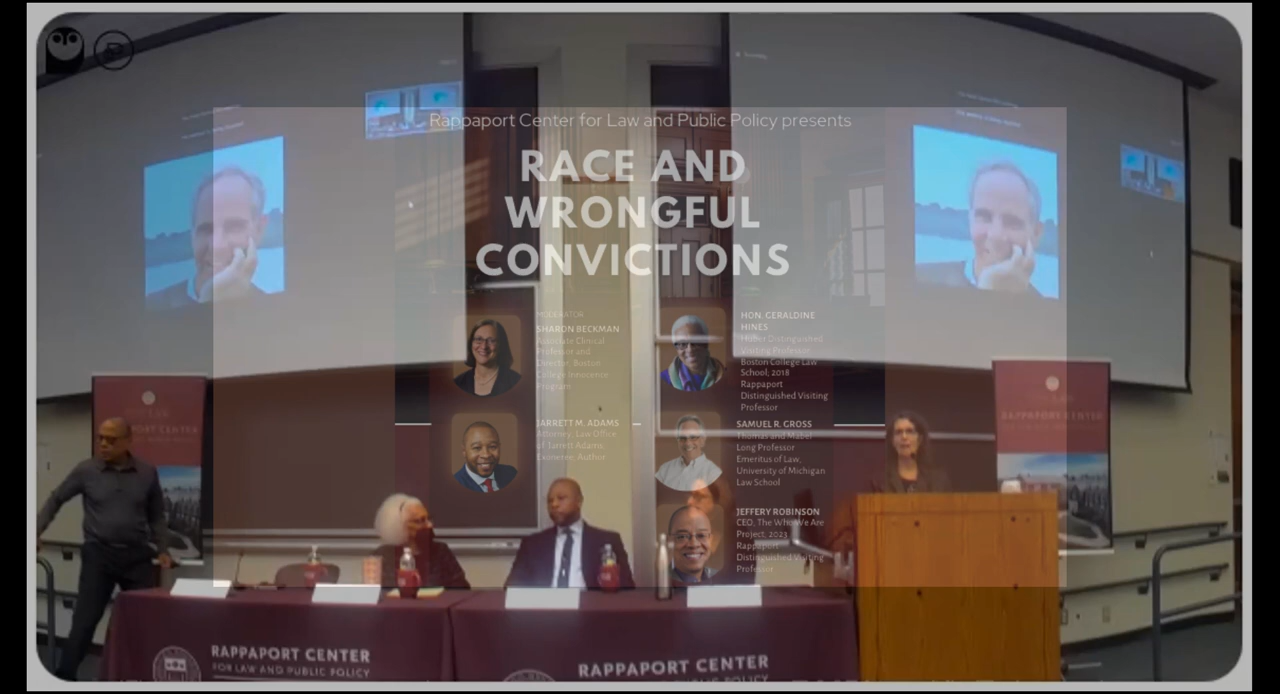 Rappaport Center for Law and Public Policy presents
RACE AND
WRONGFUL
CONVICTIONS
MODERATOR
SHARON BECKMAN
Associate Clinical
Professor and
Director, Boston
College Innocence
Program
HON. GERALDINE
HINES
Huber Distinguished
Visiting Professor
Boston College Law
School; 2018
Rappaport
Distinguished Visiting
Professor
JARRETT M. ADAMS
Attorney, Law Office
of Jarrett Adams;
Exoneree; Author
SAMUEL R. GROSS
Thomas and Mabel
Long Professor
Emeritus of Law,
University of Michigan
Law School
JEFFERY ROBINSON
CEO, The Who We Are
Project, 2023
Rappaport
Distinguished Visiting
Professor
LAW
PORT CENTER
RAPPAPORT CENTER
RAPPAPORT CENTER
FOR LAW AND PUBLIC POLICY
RAPPAPORT CENTER